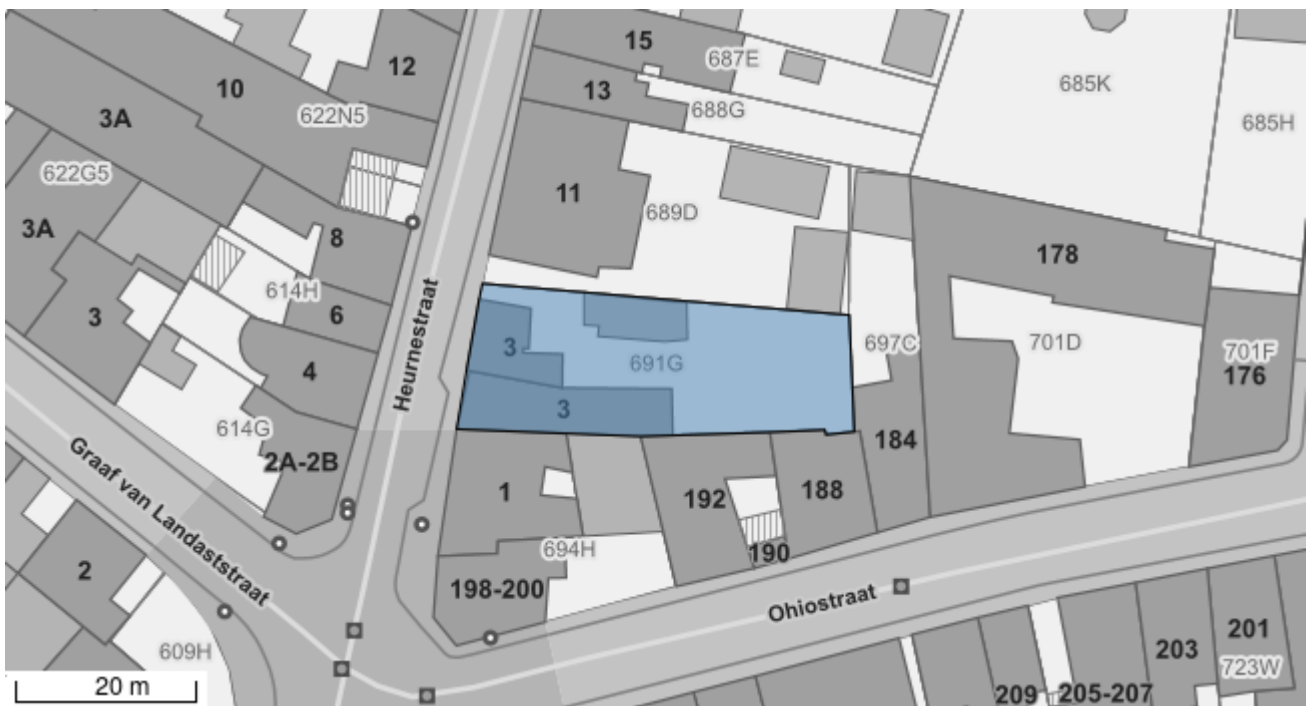 12
15
687E
10
13
685K
622N5
688G
685H
3A
622G5
11
689D
3A
8
178
614H
6
3
697C
701D
701F
3
691G
176
4
Heurnestraat
3
614G
184
2A-2B
1
192
188
Graaf van Landaststraat
694H
190
2
198-200
Ohiostraat
201
203
609H
723W
20 m
209
205-207